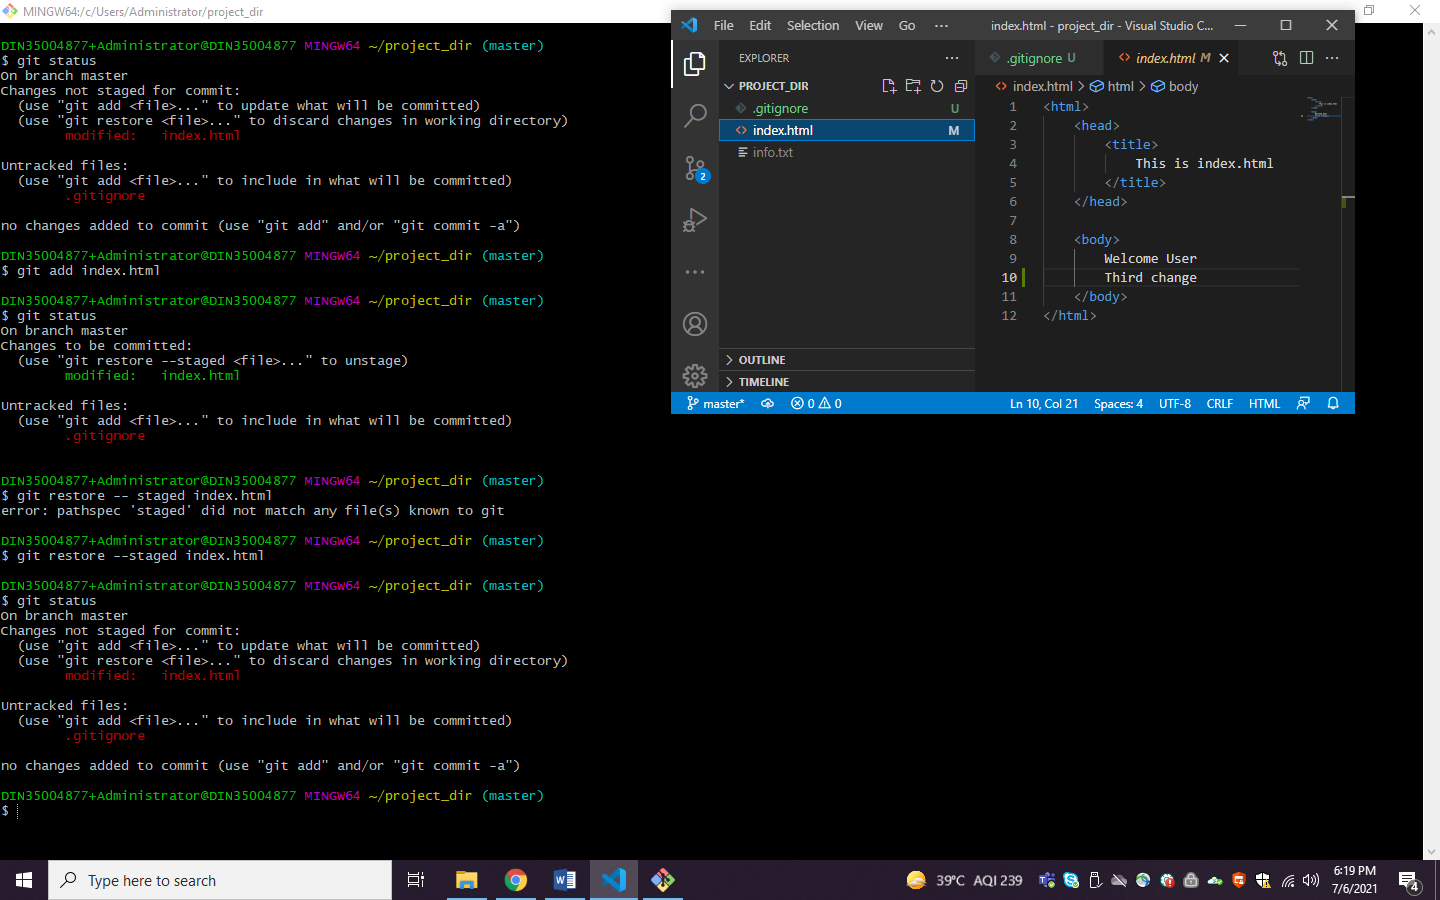 MINGW64:/c/Users/Administrator/project_dir
DIN35004877+Administrator@DIN35004877 MINGW64 ~/project_dir (master)
$ git status
On branch master
Changes not staged for commit:
  (use "git add <file>..." to update what will be committed)
  (use "git restore <file>..." to discard changes in working directory)
        modified:   index.html
Untracked files:
  (use "git add <file>..." to include in what will be committed)
        .gitignore
no changes added to commit (use "git add" and/or "git commit -a")
DIN35004877+Administrator@DIN35004877 MINGW64 ~/project_dir (master)
$ git add index.html
DIN35004877+Administrator@DIN35004877 MINGW64 ~/project_dir (master)
$ git status
On branch master
Changes to be committed:
  (use "git restore --staged <file>..." to unstage)
        modified:   index.html
Untracked files:
  (use "git add <file>..." to include in what will be committed)
        .gitignore
DIN35004877+Administrator@DIN35004877 MINGW64 ~/project_dir (master)
$ git restore -- staged index.html
error: pathspec 'staged' did not match any file(s) known to git
DIN35004877+Administrator@DIN35004877 MINGW64 ~/project_dir (master)
$ git restore --staged index.html
DIN35004877+Administrator@DIN35004877 MINGW64 ~/project_dir (master)
$ git status
On branch master
Changes not staged for commit:
  (use "git add <file>..." to update what will be committed)
  (use "git restore <file>..." to discard changes in working directory)
        modified:   index.html
Untracked files:
  (use "git add <file>..." to include in what will be committed)
        .gitignore
no changes added to commit (use "git add" and/or "git commit -a")
DIN35004877+Administrator@DIN35004877 MINGW64 ~/project_dir (master)
$
File Edit Selection View Go ··· index.html - project_dir - Visual Studio C...
EXPLORER ···
PROJECT_DIR
.gitignore U
index.html M
info.txt
2
OUTLINE
TIMELINE
.gitignore U index.html M ···
index.html > html > body
1 <html>
2 <head>
3 <title>
4 This is index.html
5 </title>
6 </head>
7
8 <body>
9 Welcome User
10 Third change
11 </body>
12 </html>
master* 0 0 Ln 10, Col 21 Spaces: 4 UTF-8 CRLF HTML
Type here to search
39°C AQI 239
6:19 PM
7/6/2021
4